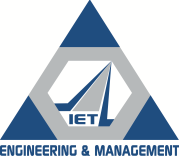 IET
ENGINEERING & MANAGEMENT